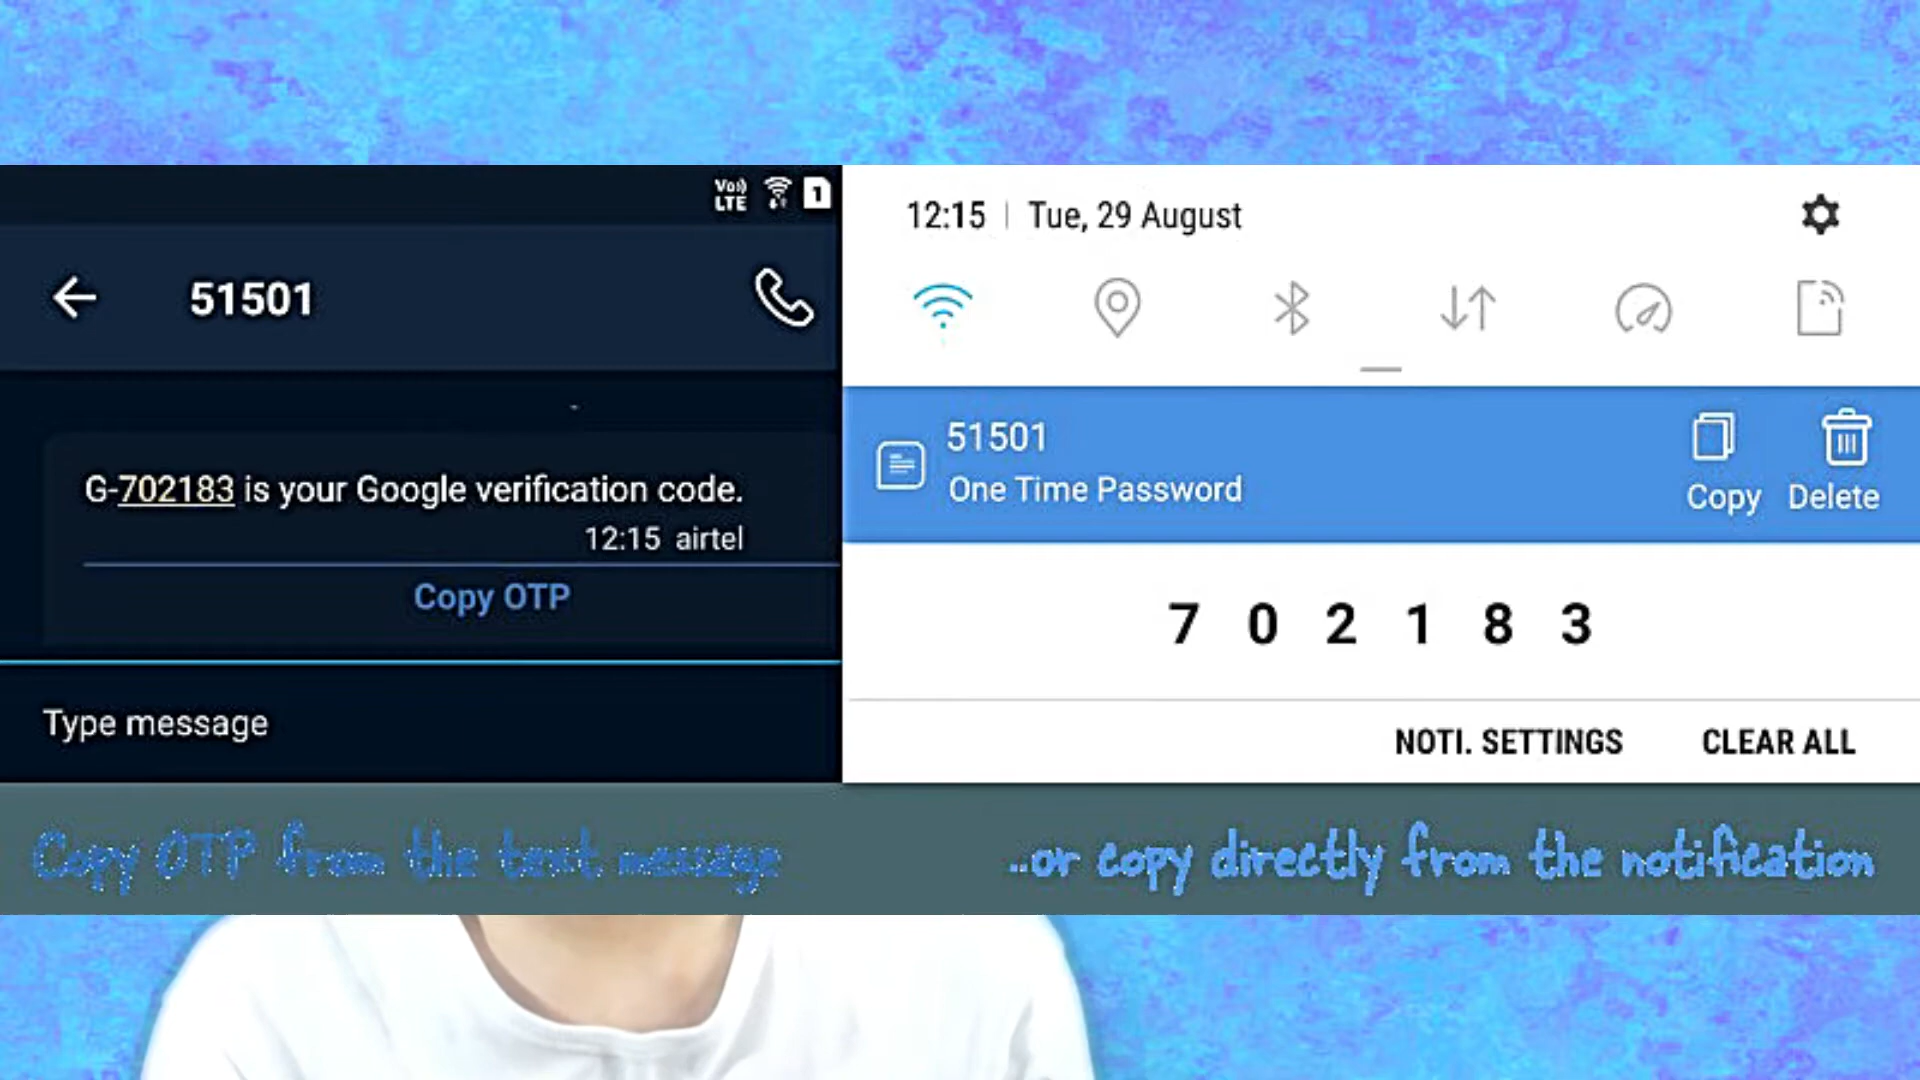 VoLTE 1
51501
G-702183 is your Google verification code.
12:15 airtel
Copy OTP
Type message
Copy OTP from the text message
12:15 | Tue, 29 August
51501
One Time Password
Copy Delete
7 0 2 1 8 3
NOTI. SETTINGS CLEAR ALL
..or copy directly from the notification